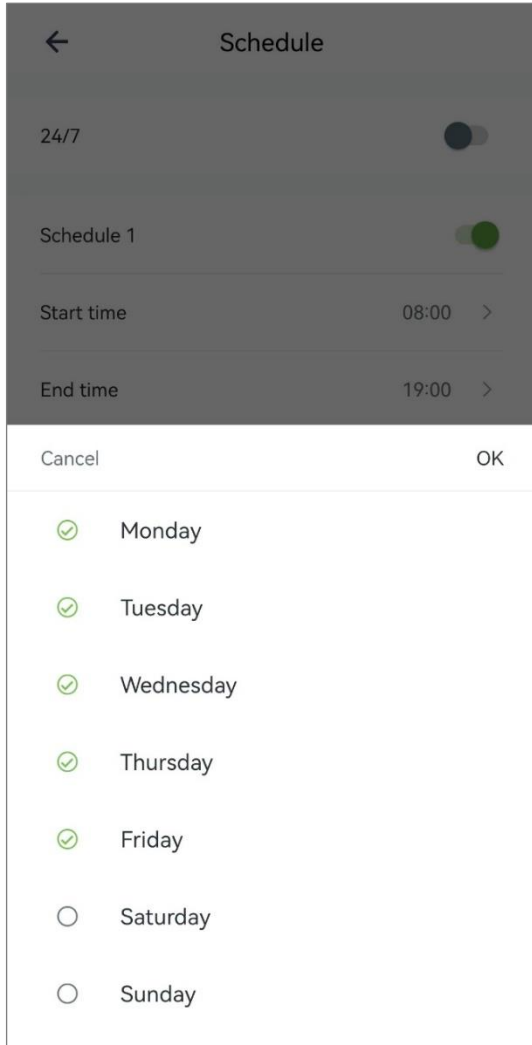 Schedule
24/7
Schedule 1
Start time 08:00
End time 19:00
Cancel OK
Monday
Tuesday
Wednesday
Thursday
Friday
Saturday
Sunday